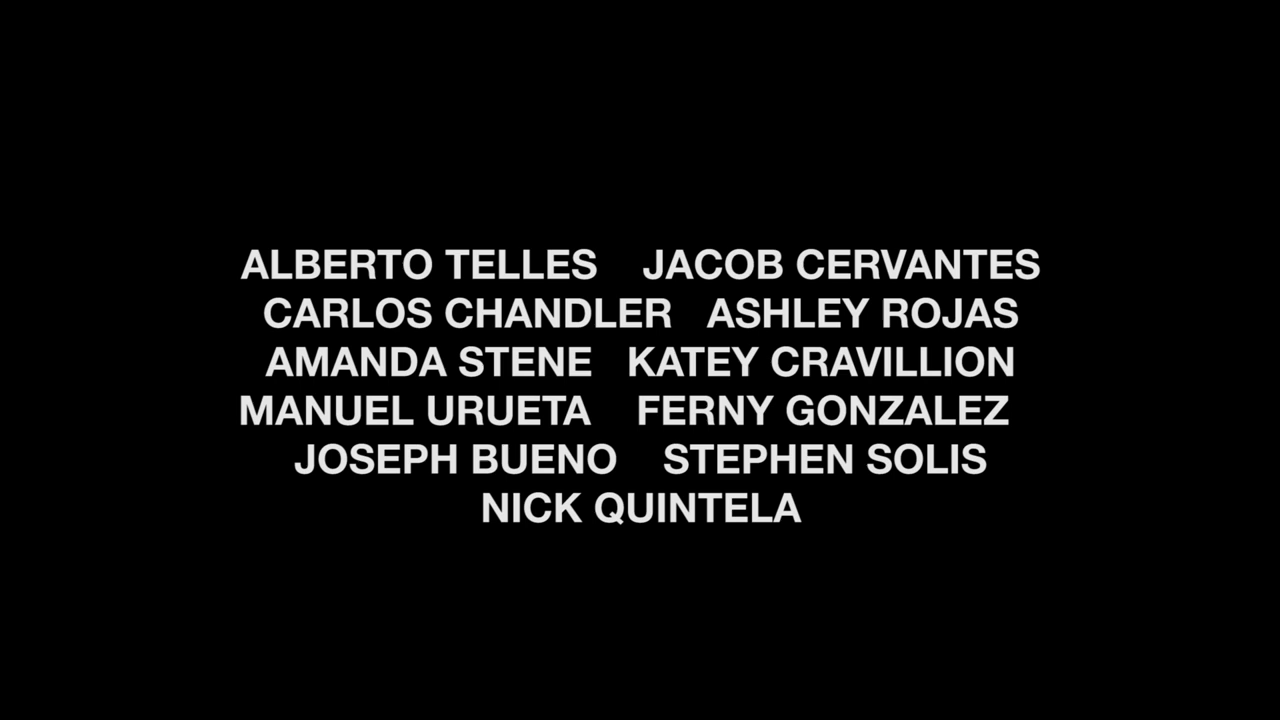 ALBERTO TELLES JACOB CERVANTES
CARLOS CHANDLER ASHLEY ROJAS
AMANDA STENE KATEY CRAVILLION
MANUEL URUETA FERNY GONZALEZ
JOSEPH BUENO STEPHEN SOLIS
NICK QUINTELA